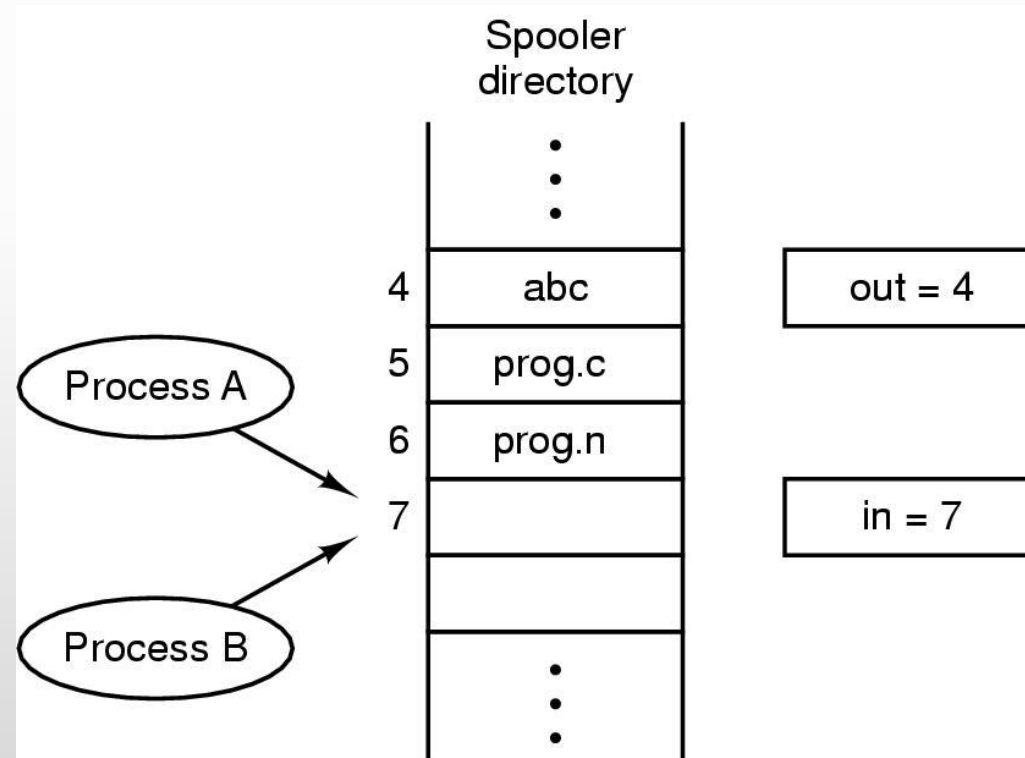 Spooler
directory
4
abc
out = 4
5
prog.c
Process A
6
prog.n
7
in = 7
Process B